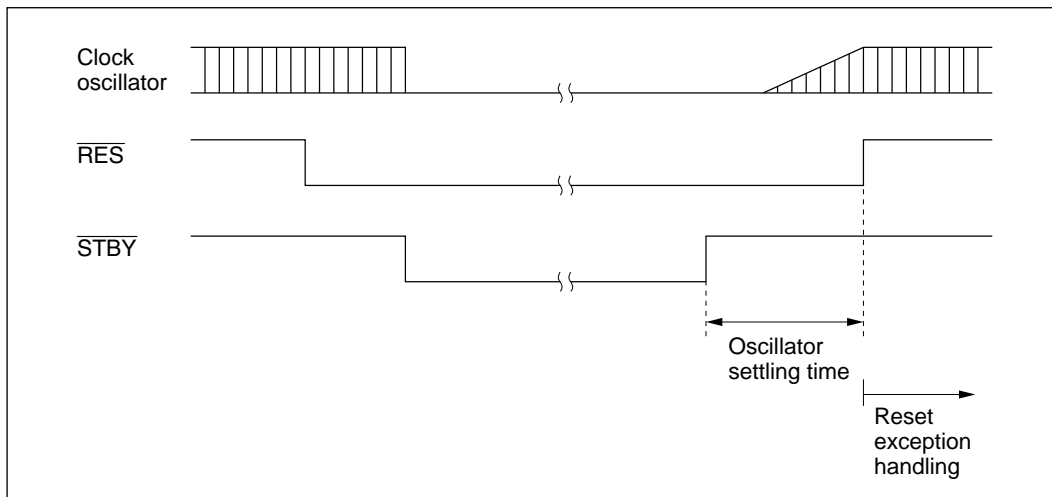 Clock
oscillator
RES
STBY
Oscillator
settling time
Reset
exception
handling